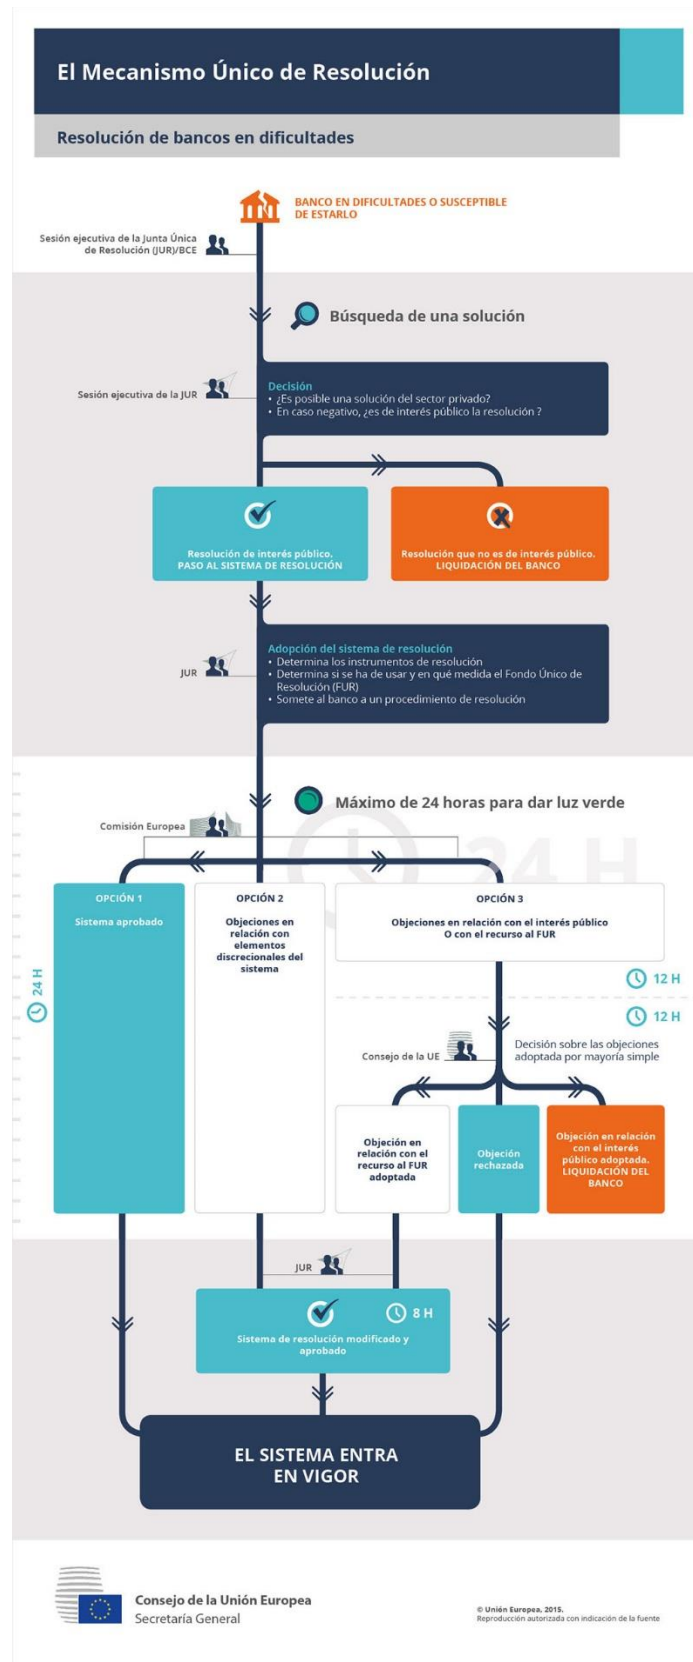 El Mecanismo Único de Resolución
Resolución de bancos en dificultades
BANCO EN DIFICULTADES O SUSCEPTIBLE
DE ESTARLO
Sesión ejecutiva de la Junta Única
de Resolución (JUR)/BCE
Búsqueda de una solución
Sesión ejecutiva de la JUR
Decisión
• ¿Es posible una solución del sector privado?
• En caso negativo, ¿es de interés público la resolución ?
Resolución de interés público.
PASO AL SISTEMA DE RESOLUCIÓN
Resolución que no es de interés público.
LIQUIDACIÓN DEL BANCO
JUR
Adopción del sistema de resolución
• Determina los instrumentos de resolución
• Determina si se ha de usar y en qué medida el Fondo Único de
Resolución (FUR)
• Somete al banco a un procedimiento de resolución
Máximo de 24 horas para dar luz verde
24 H
Comisión Europea
24 H
OPCIÓN 1
Sistema aprobado
OPCIÓN 2
Objeciones en
relación con
elementos
discrecionales del
sistema
OPCIÓN 3
Objeciones en relación con el interés público
O con el recurso al FUR
12 H
12 H
Consejo de la UE
Decisión sobre las objeciones
adoptada por mayoría simple
Objeción en
relación con el
recurso al FUR
adoptada
Objeción
rechazada
Objeción en relación
con el interés
público adoptada.
LIQUIDACIÓN DEL
BANCO
JUR
8 H
Sistema de resolución modificado y
aprobado
EL SISTEMA ENTRA
EN VIGOR
Consejo de la Unión Europea
Secretaría General
© Unión Europea, 2015.
Reproducción autorizada con indicación de la fuente